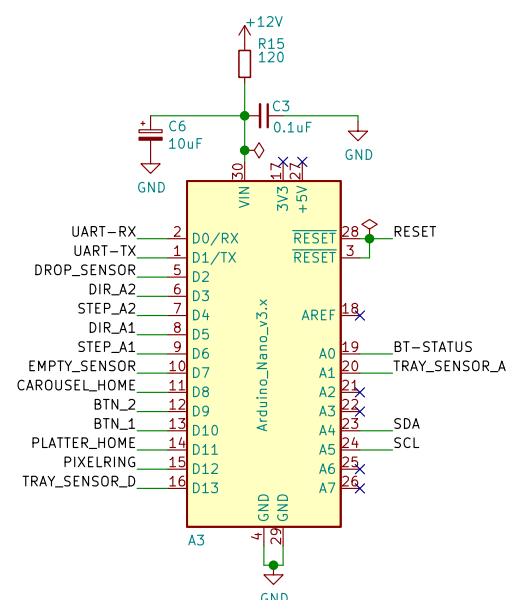 +12V
R15
120
C3
0.1uF
C6
10uF
+
GND
GND
30
17
27
VIN
3V3
+5V
UART-RX 2 D0/RX
UART-TX 1 D1/TX
DROP_SENSOR 5 D2
DIR_A2 6 D3
STEP_A2 7 D4
DIR_A1 8 D5
STEP_A1 9 D6
EMPTY_SENSOR 10 D7
CAROUSEL_HOME 11 D8
BTN_2 12 D9
BTN_1 13 D10
PLATTER_HOME 14 D11
PIXELRING 15 D12
TRAY_SENSOR_D 16 D13
Arduino_Nano_v3.x
RESET 28 RESET
RESET 3
AREF 18
A0 19 BT-STATUS
A1 20 TRAY_SENSOR_A
A2 21
A3 22
A4 23 SDA
A5 24 SCL
A6 25
A7 26
GND
GND
A3
4
29
GND